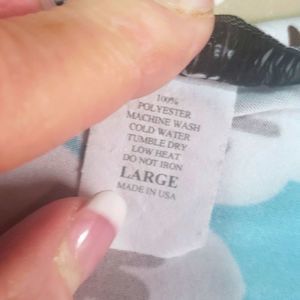 100%
POLYESTER
MACHINE WASH
COLD WATER
TUMBLE DRY
LOW HEAT
DO NOT IRON
LARGE
MADE IN USA